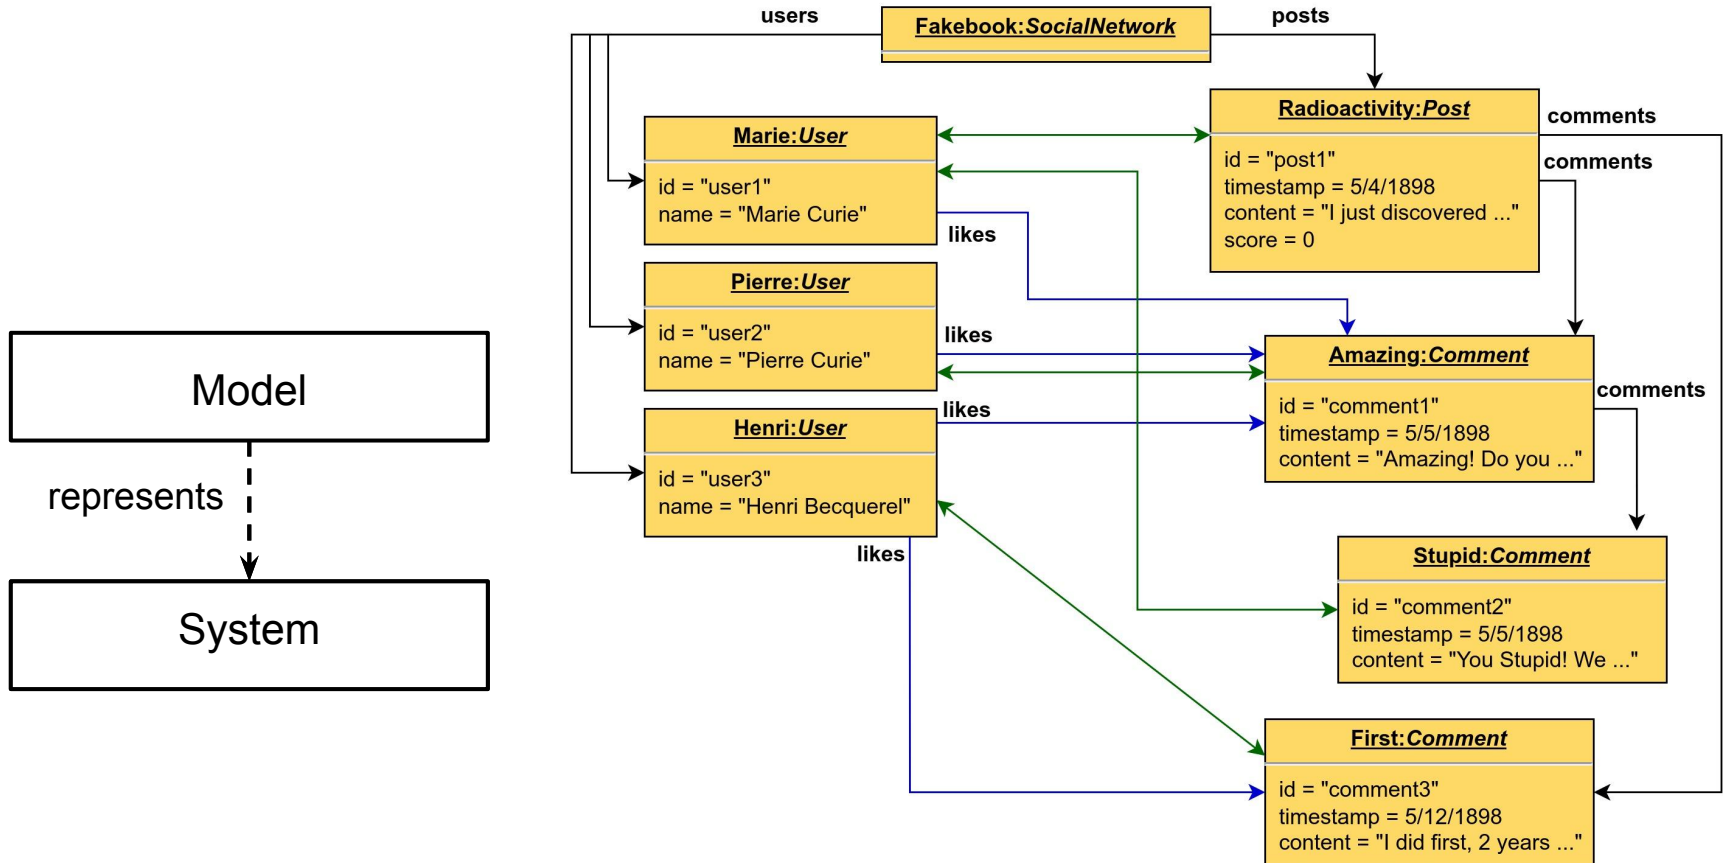 Model
represents
System
users
Fakebook:SocialNetwork
posts
Marie:User
id = "user1"
name = "Marie Curie"
likes
Pierre:User
id = "user2"
name = "Pierre Curie"
likes
Henri:User
id = "user3"
name = "Henri Becquerel"
likes
likes
Radioactivity:Post
id = "post1"
timestamp = 5/4/1898
content = "I just discovered ..."
score = 0
comments
comments
Amazing:Comment
id = "comment1"
timestamp = 5/5/1898
content = "Amazing! Do you ..."
comments
Stupid:Comment
id = "comment2"
timestamp = 5/5/1898
content = "You Stupid! We ..."
First:Comment
id = "comment3"
timestamp = 5/12/1898
content = "I did first, 2 years ..."